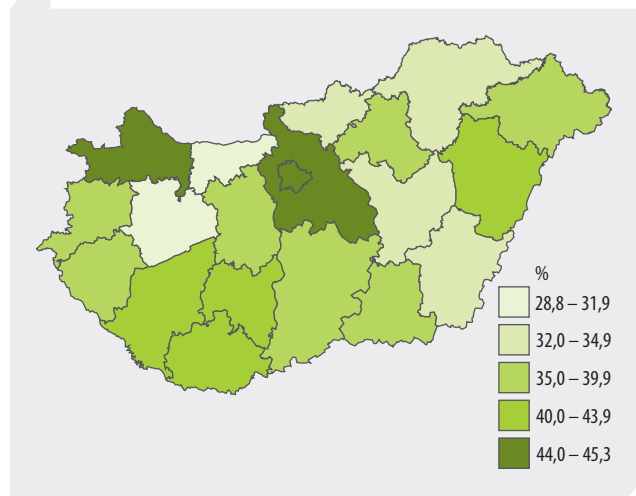 %
28,8 – 31,9
32,0 – 34,9
35,0 – 39,9
40,0 – 43,9
44,0 – 45,3